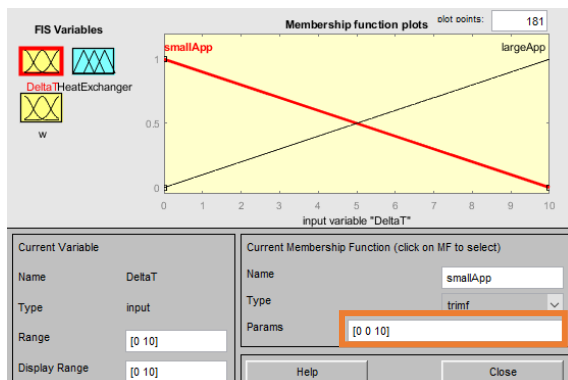 FIS Variables
Membership function plots
plot points:
181
DeltaT
HeatExchanger
w
smallApp
largeApp
1
0.5
0
0 1 2 3 4 5 6 7 8 9 10
input variable "DeltaT"
Current Variable
Name DeltaT
Type input
Range [0 10]
Display Range [0 10]
Current Membership Function (click on MF to select)
Name smallApp
Type trimf
Params [0 0 10]
Help Close